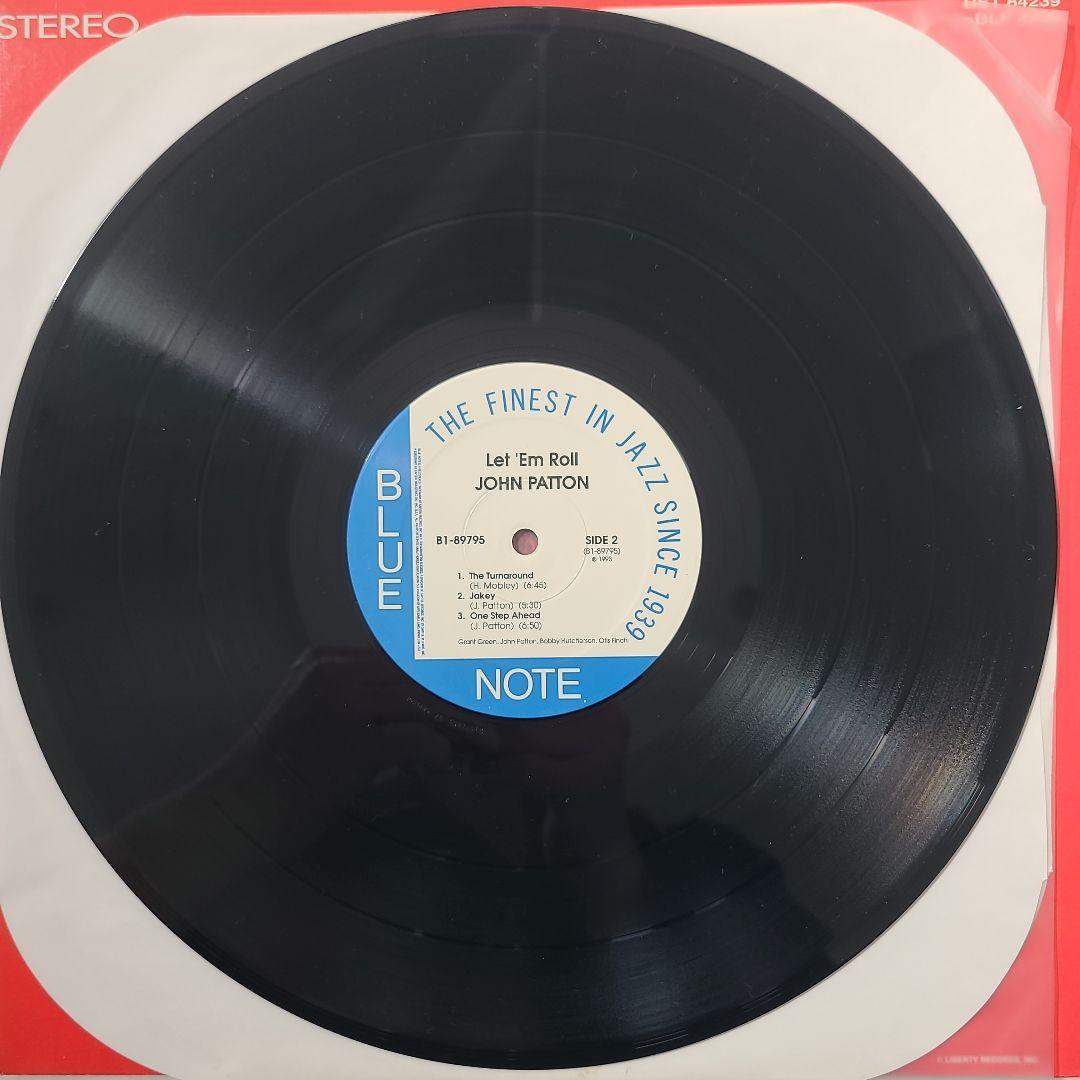 STEREO
84239
THE FINEST IN JAZZ SINCE 1939
Let 'Em Roll
JOHN PATTON
BLUE
B1-89795
SIDE 2
(B1-89795)
℗ 1993
1. The Turnaround
(H. Mobley) (6:45)
2. Jakey
(J. Patton) (5:30)
3. One Step Ahead
(J. Patton) (6:50)
Grant Green, John Patton, Bobby Hutcherson, Otis Finch
NOTE
© LIBERTY RECORDS, INC.